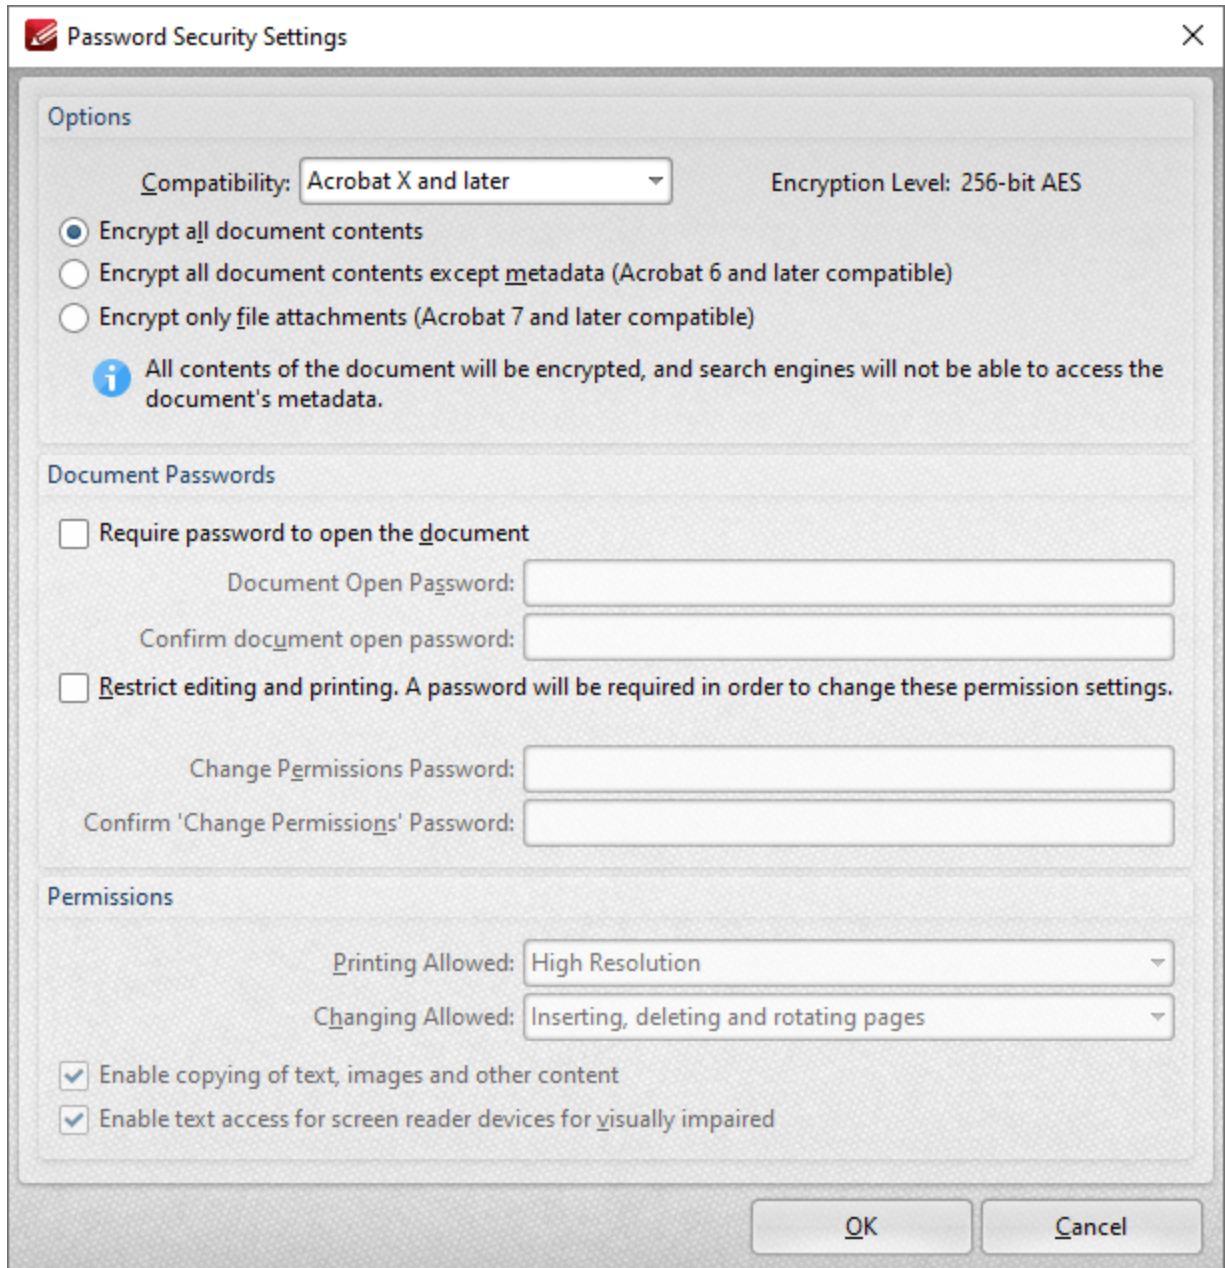 Password Security Settings
Options
Compatibility: Acrobat X and later Encryption Level: 256-bit AES
Encrypt all document contents
Encrypt all document contents except metadata (Acrobat 6 and later compatible)
Encrypt only file attachments (Acrobat 7 and later compatible)
All contents of the document will be encrypted, and search engines will not be able to access the
document's metadata.
Document Passwords
Require password to open the document
Document Open Password:
Confirm document open password:
Restrict editing and printing. A password will be required in order to change these permission settings.
Change Permissions Password:
Confirm 'Change Permissions' Password:
Permissions
Printing Allowed: High Resolution
Changing Allowed: Inserting, deleting and rotating pages
Enable copying of text, images and other content
Enable text access for screen reader devices for visually impaired
OK Cancel